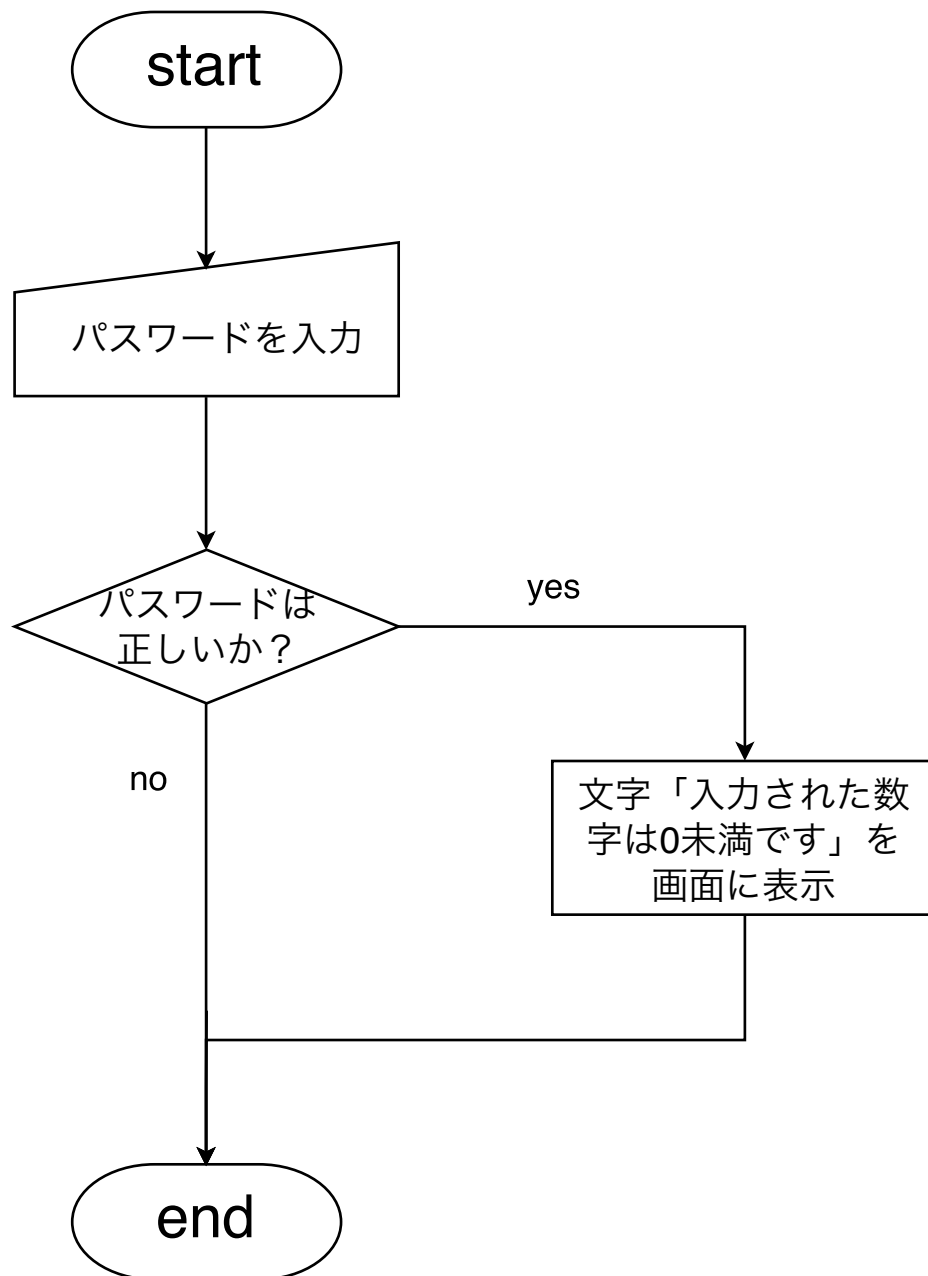 start
パスワードを入力
パスワードは
正しいか？
yes
no
文字「入力された数
字は0未満です」を
画面に表示
end